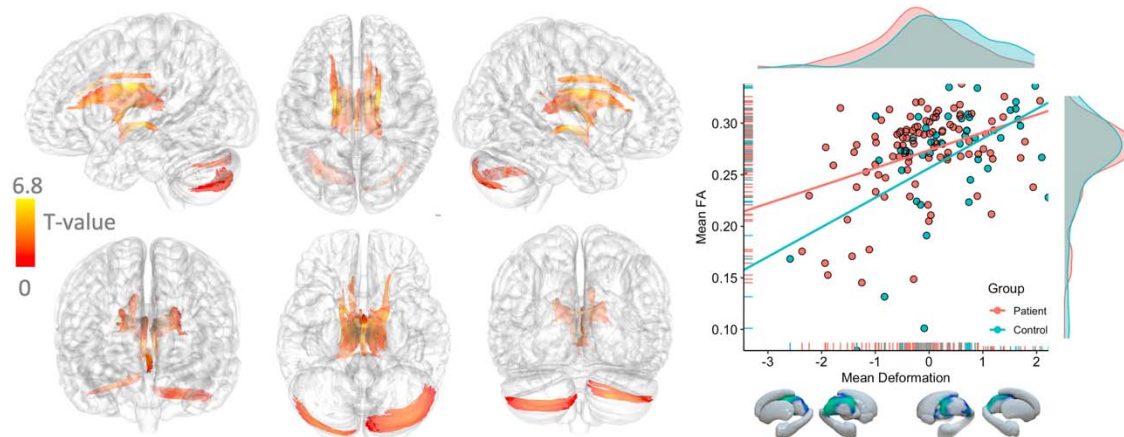 6.8
T-value
0
0.30
0.25
0.20
0.15
0.10
Mean FA
Group
Patient
Control
-3 -2 -1 0 1 2
Mean Deformation